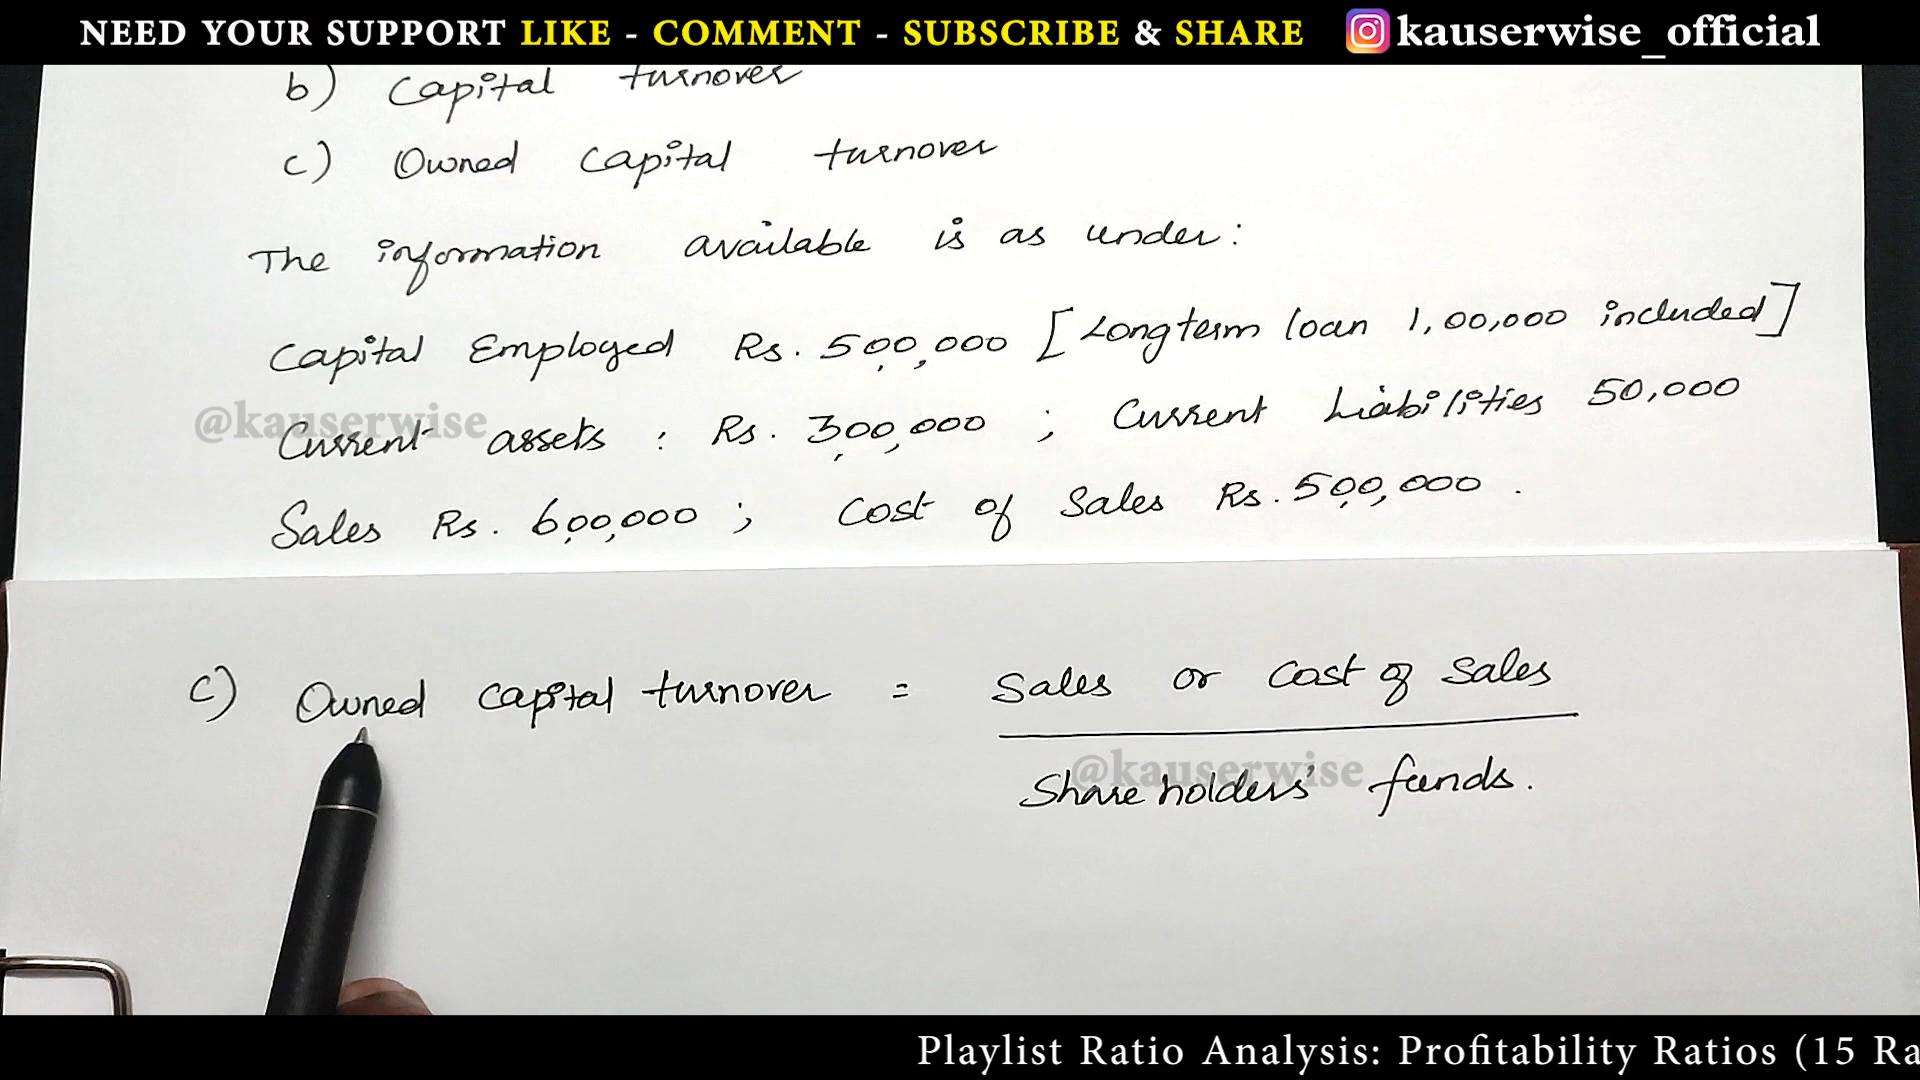 NEED YOUR SUPPORT LIKE - COMMENT - SUBSCRIBE & SHARE kauserwise_official
b) Capital turnover
c) Owned Capital turnover
The information available is as under:
Capital Employed Rs. 5,00,000 [Long term loan 1,00,000 included]
@kauserwise
Current assets : Rs. 3,00,000 ; Current Liabilities 50,000
Sales Rs. 6,00,000 ; Cost of Sales Rs. 5,00,000.
c) Owned Capital turnover = Sales or Cost of Sales
@kauserwise
Shareholders' funds.
Playlist Ratio Analysis: Profitability Ratios (15 Ra